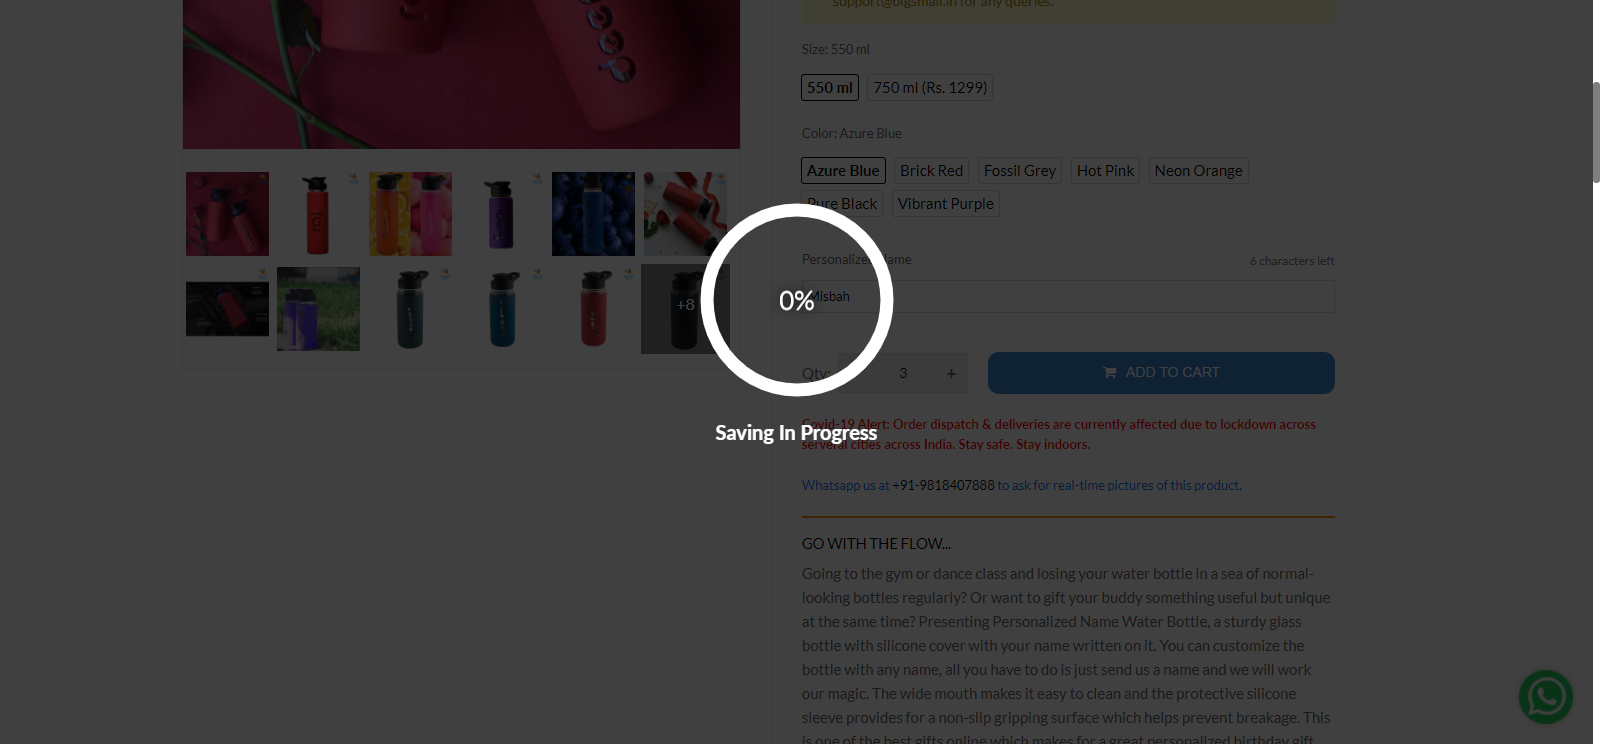 support@bigsmall.in for any queries.
Size: 550 ml
550 ml
750 ml (Rs. 1299)
Color: Azure Blue
Azure Blue
Brick Red
Fossil Grey
Hot Pink
Neon Orange
Pure Black
Vibrant Purple
6 characters left
Misbah
0%
+8
Qty:
3
+
ADD TO CART
Saving In Progress
Covid-19 Alert: Order dispatch & deliveries are currently affected due to lockdown across
serveral cities across India. Stay safe. Stay indoors.
Whatsapp us at +91-9818407888 to ask for real-time pictures of this product.
GO WITH THE FLOW...
Going to the gym or dance class and losing your water bottle in a sea of normal-
looking bottles regularly? Or want to gift your buddy something useful but unique
at the same time? Presenting Personalized Name Water Bottle, a sturdy glass
bottle with silicone cover with your name written on it. You can customize the
bottle with any name, all you have to do is just send us a name and we will work
our magic. The wide mouth makes it easy to clean and the protective silicone
sleeve provides for a non-slip gripping surface which helps prevent breakage. This
is one of the best gifts online which makes for a great personalized birthday gift